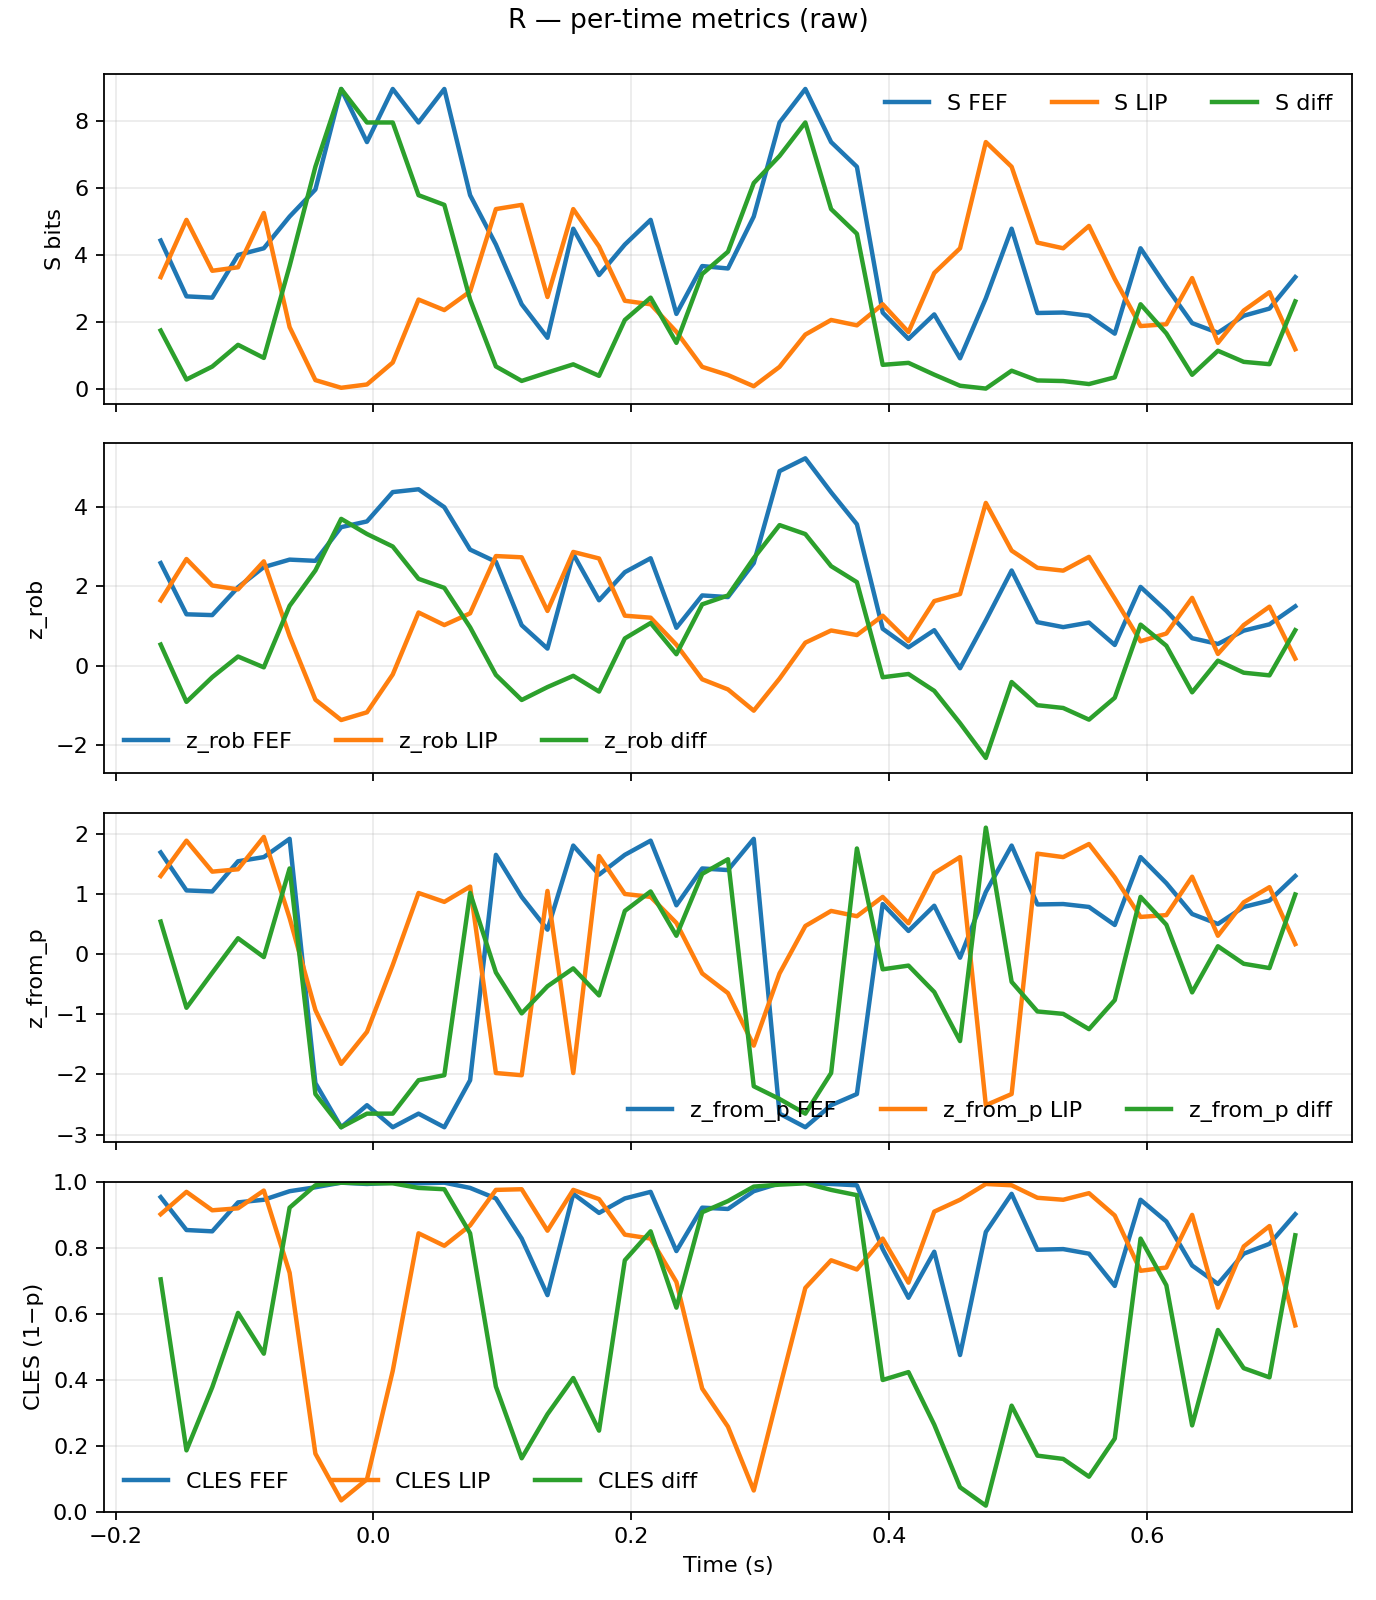 R — per-time metrics (raw)
S FEF S LIP S diff
8
6
4
2
0
S bits
4
2
0
−2
z_rob
z_rob FEF z_rob LIP z_rob diff
2
1
0
−1
−2
−3
z_from_p
z_from_p FEF z_from_p LIP z_from_p diff
1.0
0.8
0.6
0.4
0.2
0.0
CLES (1−p)
CLES FEF CLES LIP CLES diff
−0.2 0.0 0.2 0.4 0.6
Time (s)